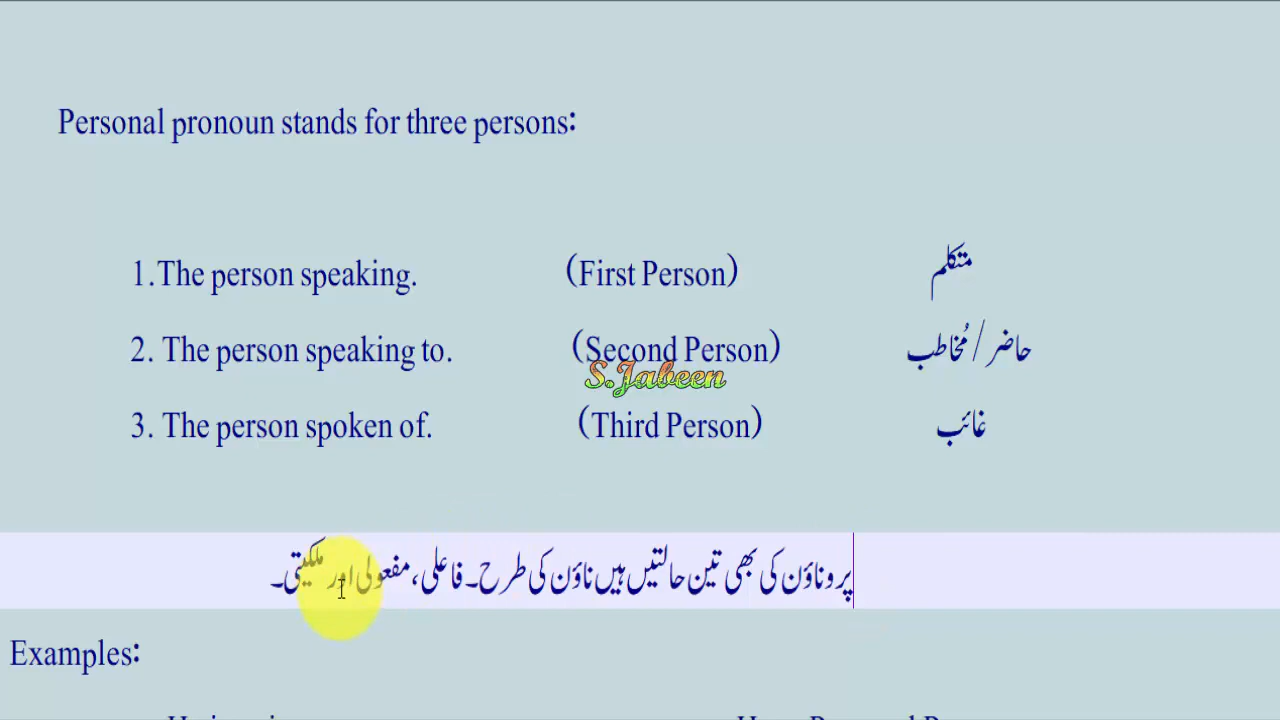 Personal pronoun stands for three persons:
1.The person speaking. (First Person) متکلم
2. The person speaking to. (Second Person) حاضر/مُخاطب
S.Jabeen
3. The person spoken of. (Third Person) غائب
پروناؤن کی بھی تین حالتیں ہیں ناؤن کی طرح۔ فاعلی، مفعولی اور ملکیتی۔
Examples: